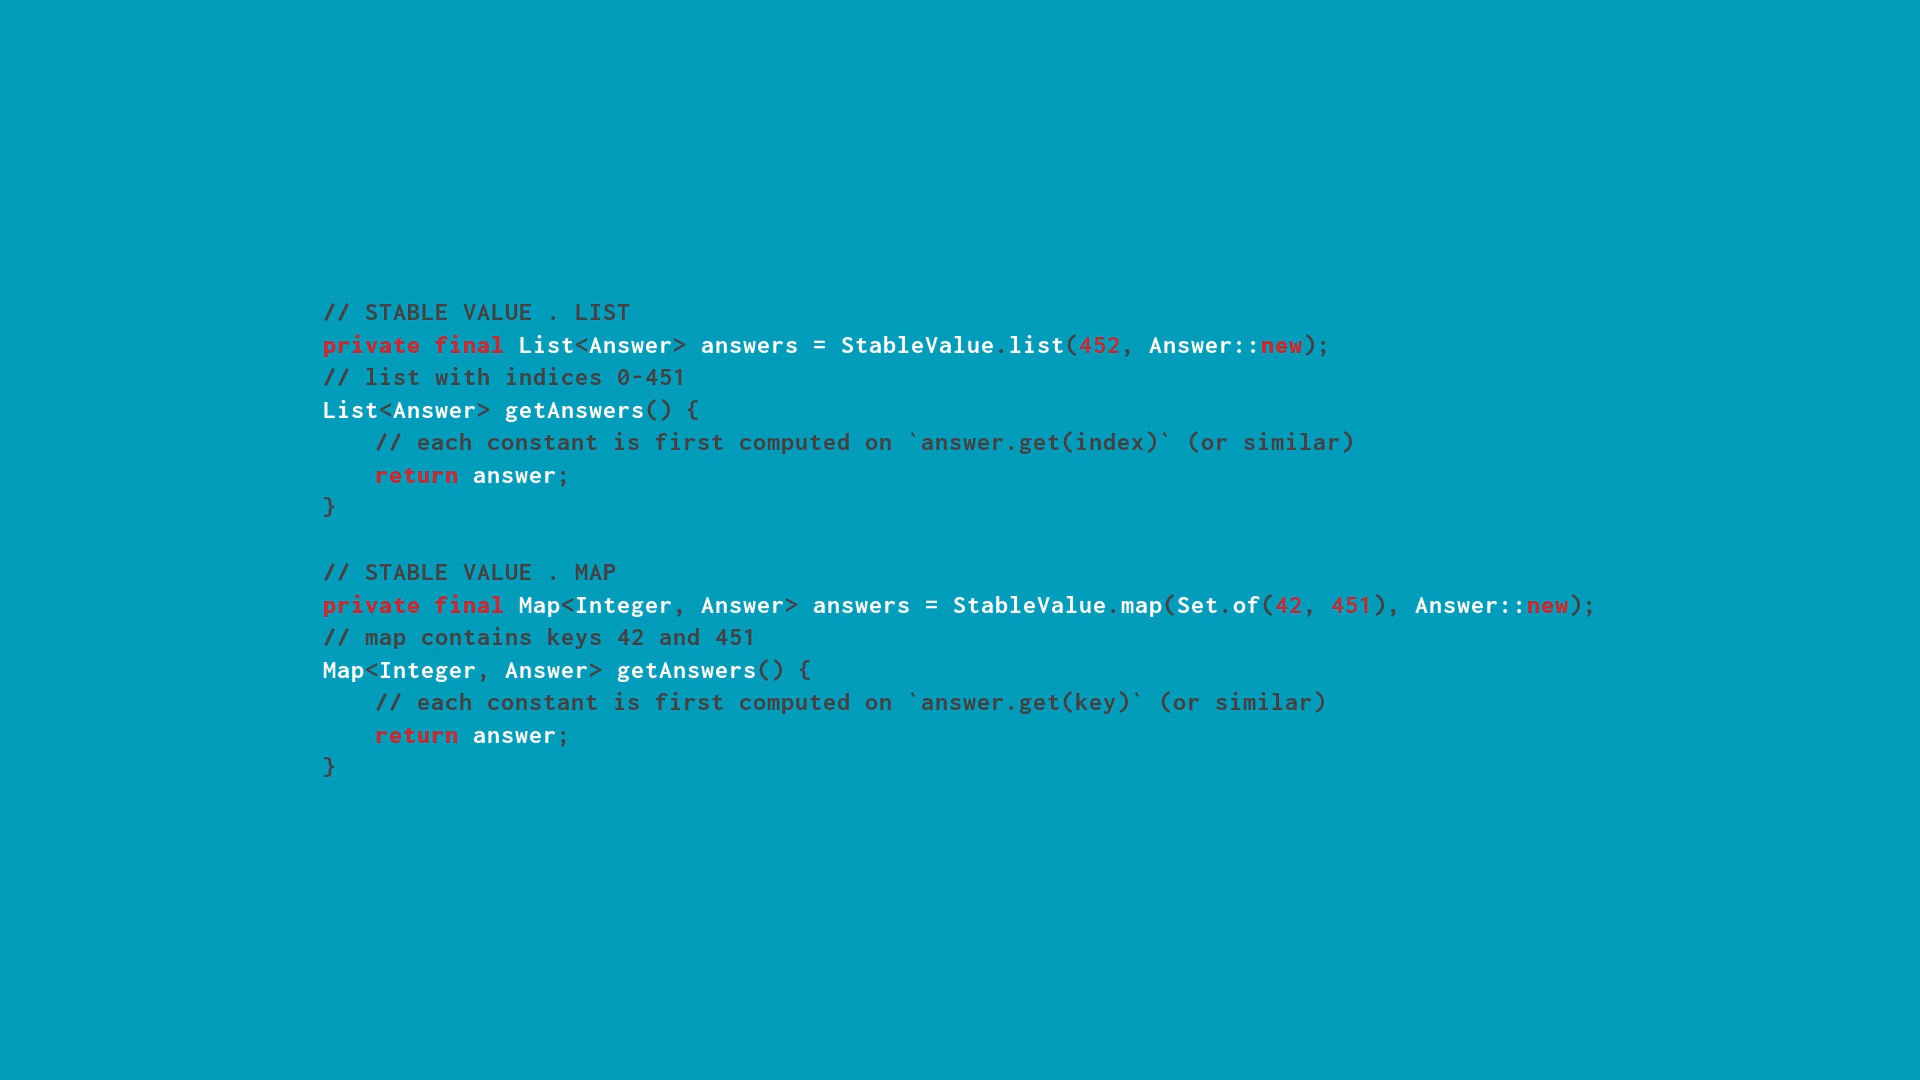 // STABLE VALUE . LIST
private final List<Answer> answers = StableValue.list(452, Answer::new);
// list with indices 0-451
List<Answer> getAnswers() {
    // each constant is first computed on `answer.get(index)` (or similar)
    return answer;
}

// STABLE VALUE . MAP
private final Map<Integer, Answer> answers = StableValue.map(Set.of(42, 451), Answer::new);
// map contains keys 42 and 451
Map<Integer, Answer> getAnswers() {
    // each constant is first computed on `answer.get(key)` (or similar)
    return answer;
}